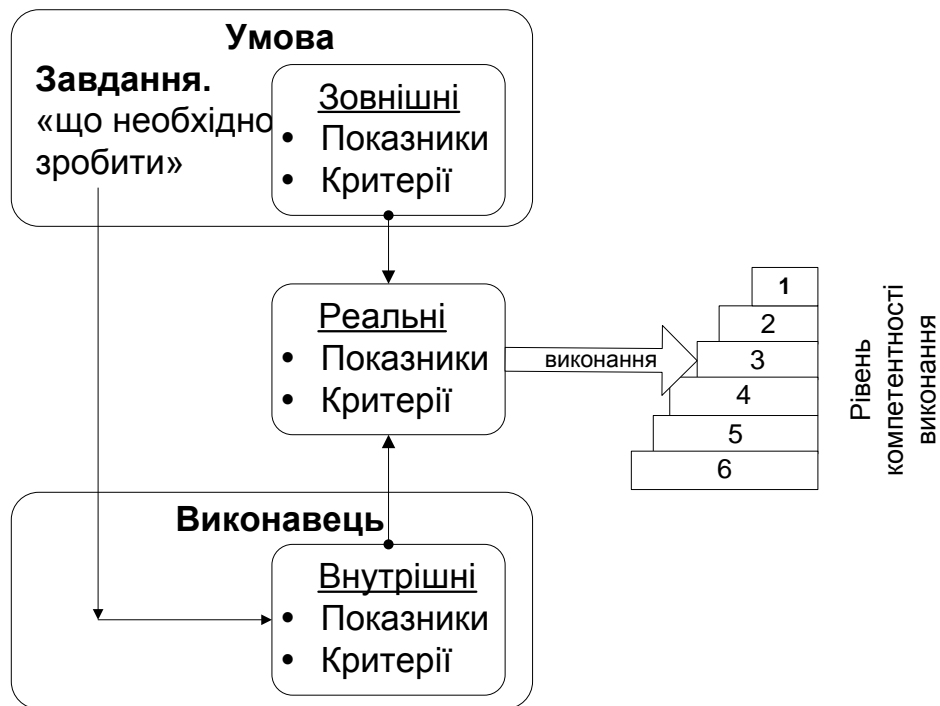 Умова
Завдання.
«що необхідно
зробити»
Зовнішні
• Показники
• Критерії
Реальні
• Показники
• Критерії
виконання
1
2
3
4
5
6
Рівень
компетентності
виконання
Виконавець
Внутрішні
• Показники
• Критерії